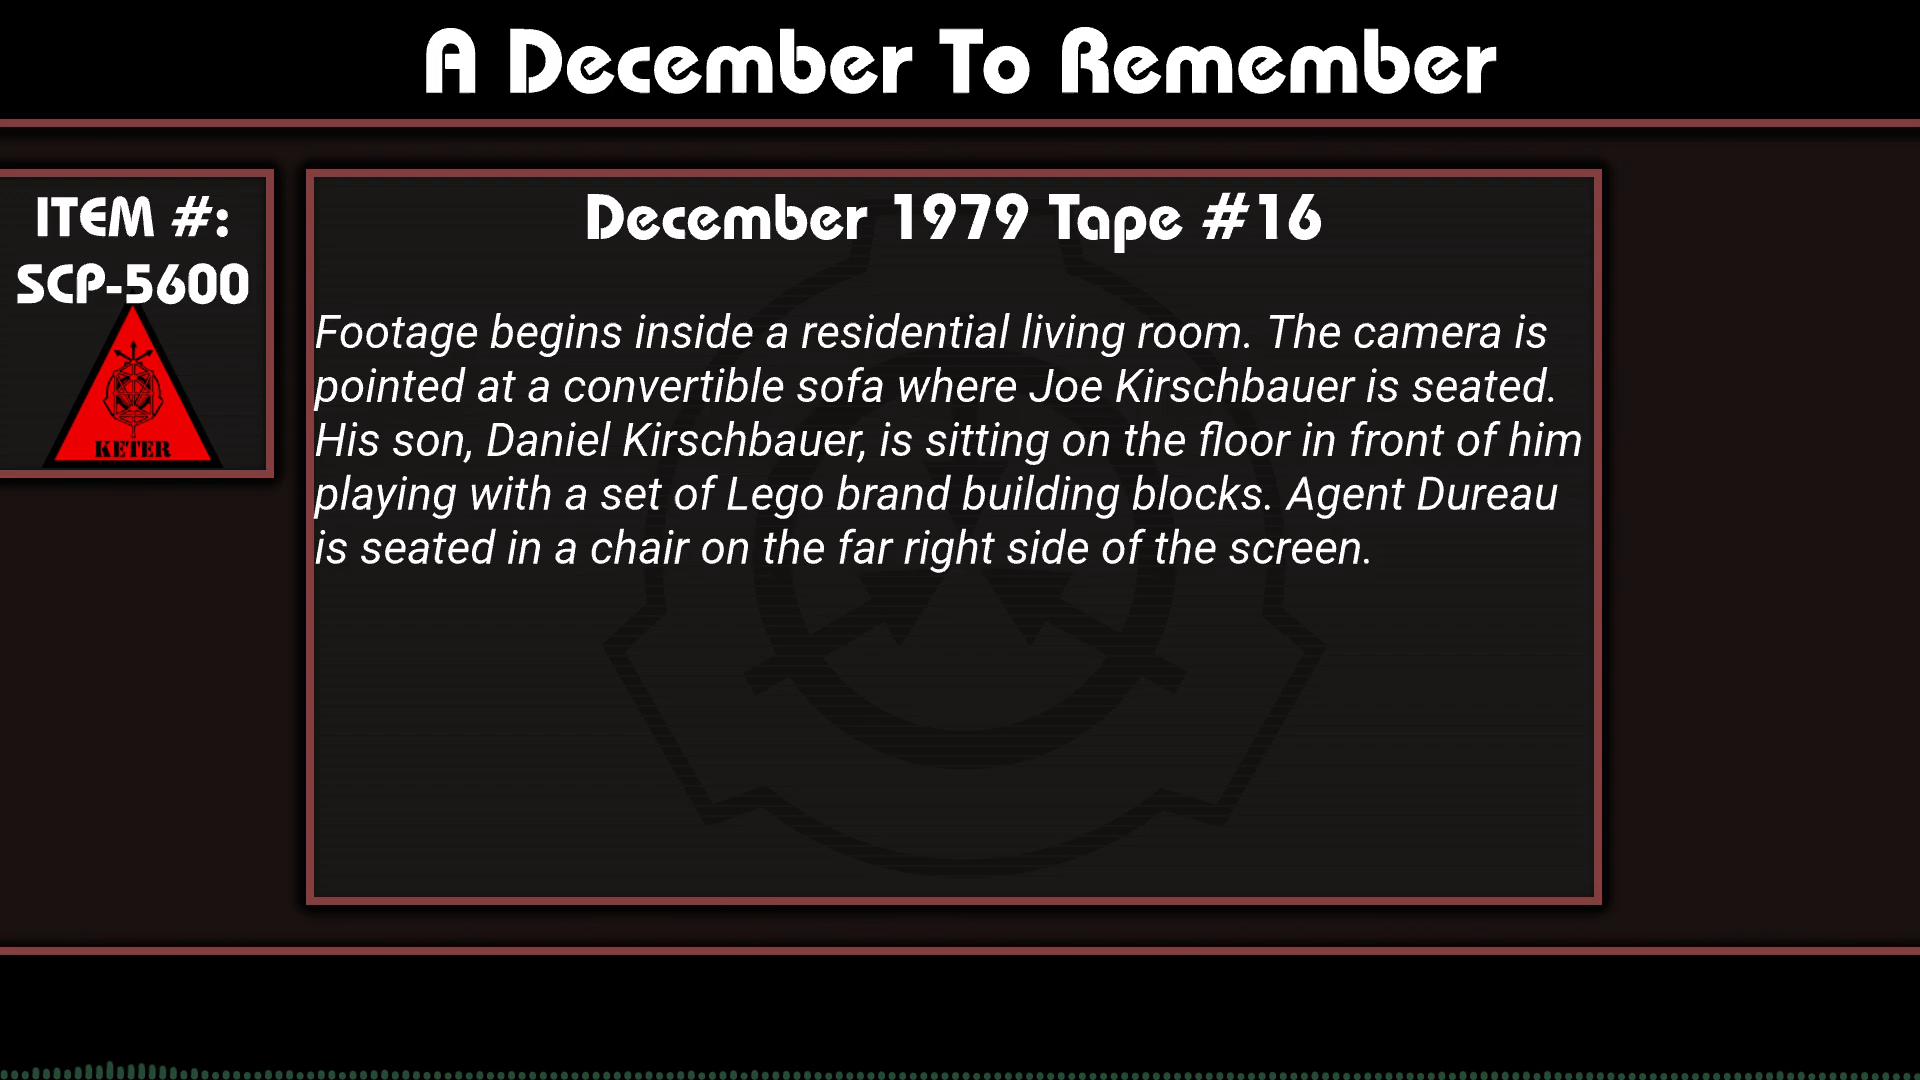 A December To Remember
ITEM #:
SCP-5600
KETER
December 1979 Tape #16
Footage begins inside a residential living room. The camera is
pointed at a convertible sofa where Joe Kirschbauer is seated.
His son, Daniel Kirschbauer, is sitting on the floor in front of him
playing with a set of Lego brand building blocks. Agent Dureau
is seated in a chair on the far right side of the screen.